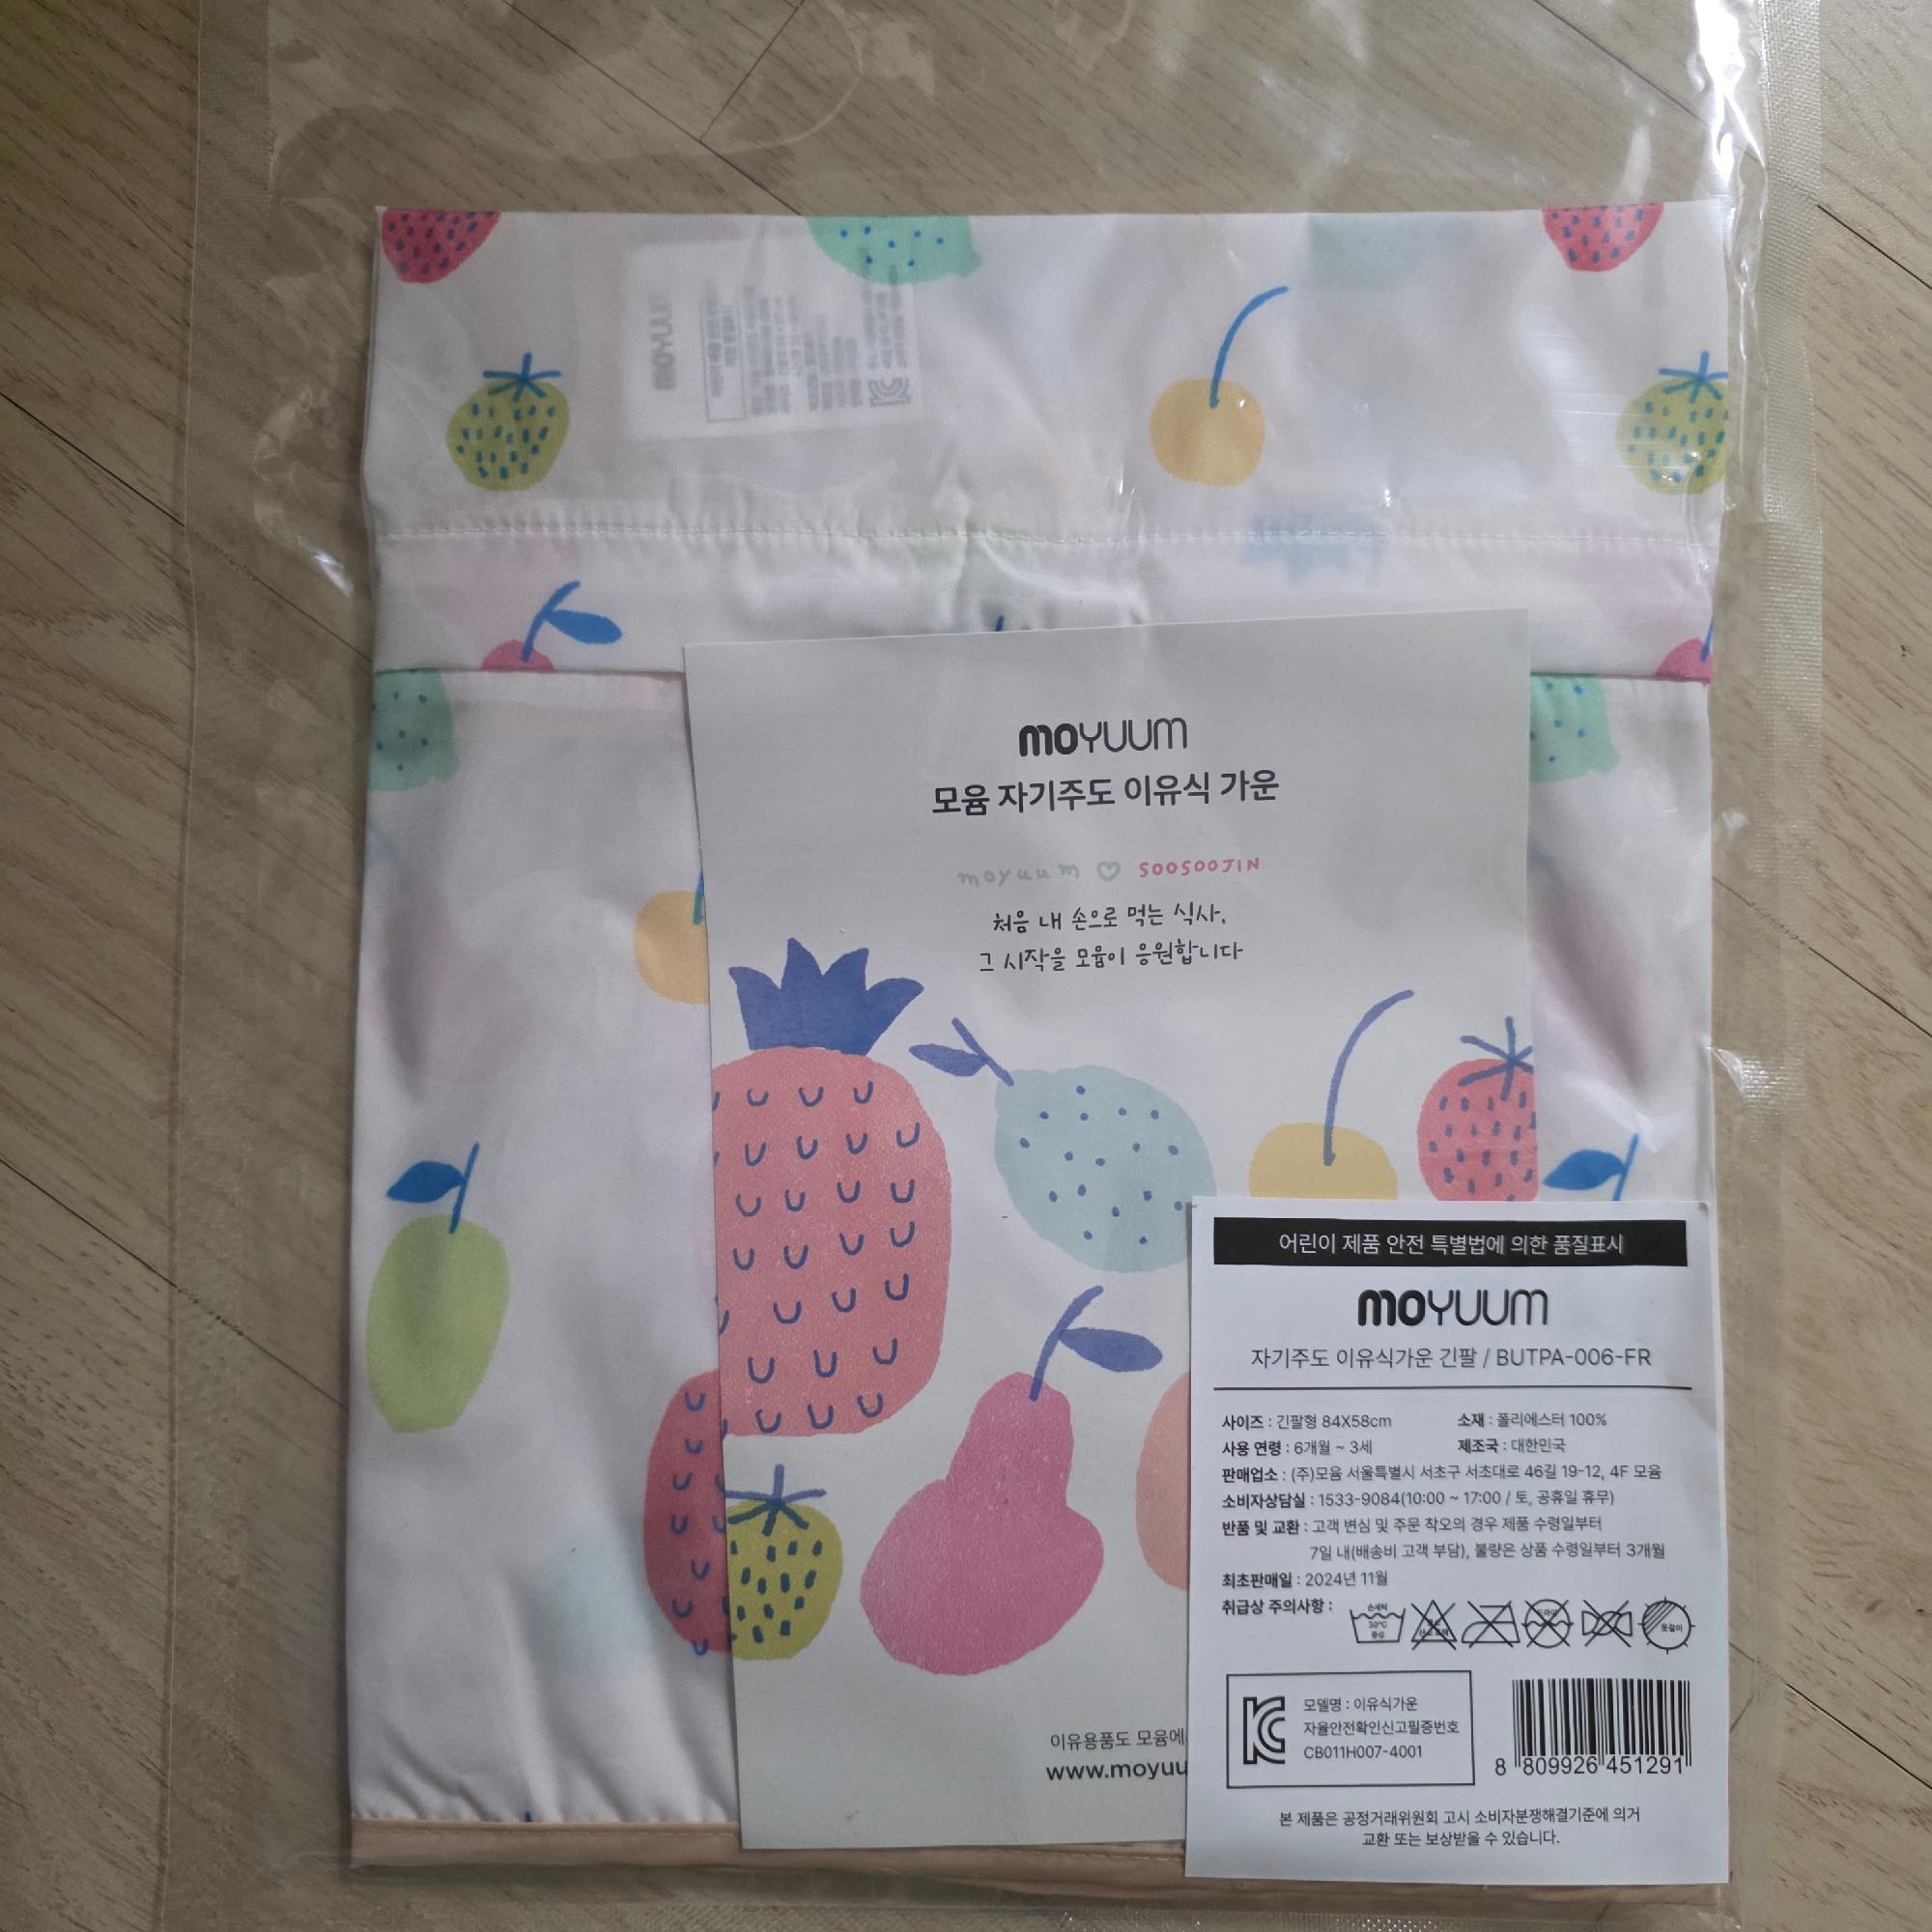 MOYUUM
moyuum
모윰 자기주도 이유식 가운
moyuum ♡ SOOSOOJIN
처음 내 손으로 먹는 식사.
그 시작을 모윰이 응원합니다
이유용품도 모윰에
www.moyuu
어린이 제품 안전 특별법에 의한 품질표시
moyuum
자기주도 이유식가운 긴팔 / BUTPA-006-FR
사이즈 : 긴팔형 84X58cm 소재 : 폴리에스터 100%
사용 연령 : 6개월 ~ 3세 제조국 : 대한민국
판매업소 : (주)모윰 서울특별시 서초구 서초대로 46길 19-12, 4F 모윰
소비자상담실 : 1533-9084(10:00 ~ 17:00 / 토, 공휴일 휴무)
반품 및 교환 : 고객 변심 및 주문 착오의 경우 제품 수령일부터
7일 내(배송비 고객 부담), 불량은 상품 수령일부터 3개월
최초판매일 : 2024년 11월
취급상 주의사항 :
손세탁
30°C
중성
드라이
옷걸이
모델명 : 이유식가운
자율안전확인신고필증번호
CB011H007-4001
8 809926 451291
본 제품은 공정거래위원회 고시 소비자분쟁해결기준에 의거
교환 또는 보상받을 수 있습니다.